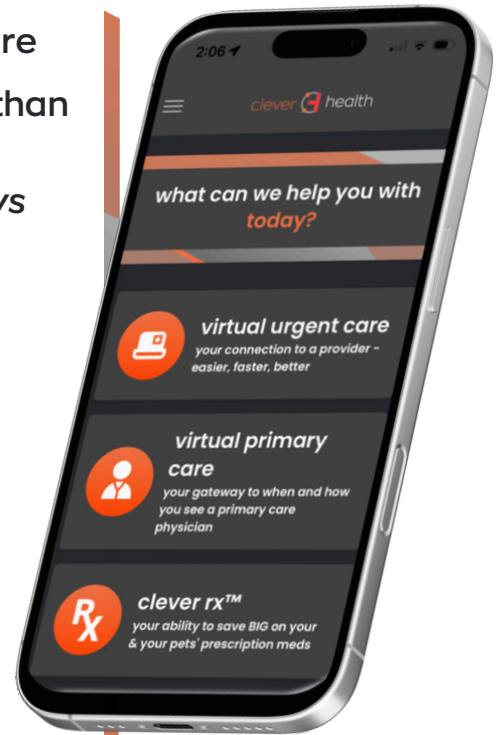 re
than
ys
2:06
clever health
what can we help you with
today?
virtual urgent care
your connection to a provider -
easier, faster, better
virtual primary
care
your gateway to when and how
you see a primary care
physician
Rx
clever rx™
your ability to save BIG on your
& your pets' prescription meds